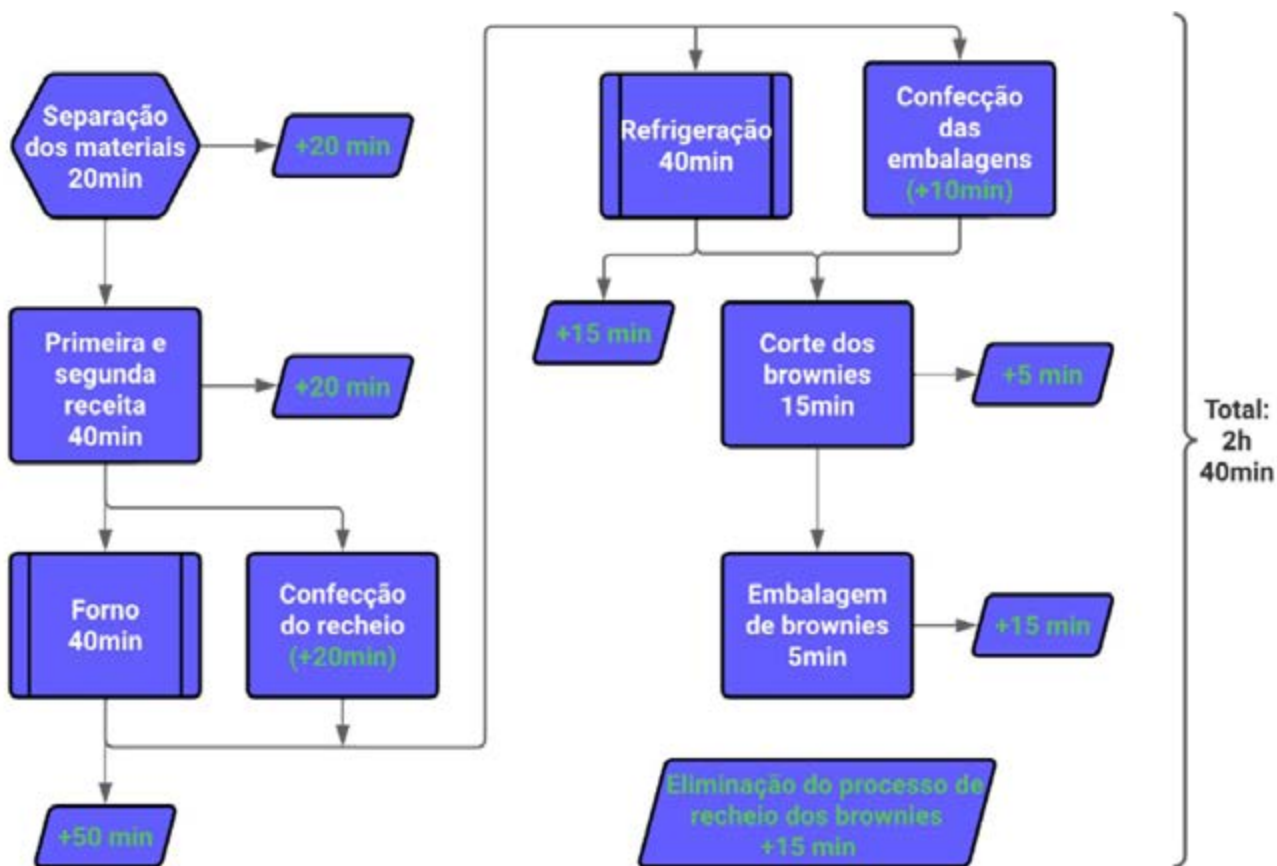 Separação
dos materiais
20min
+20 min
Primeira e
segunda
receita
40min
+20 min
Forno
40min
Confecção
do recheio
(+20min)
+50 min
Refrigeração
40min
Confecção
das
embalagens
(+10min)
+15 min
Corte dos
brownies
15min
+5 min
Embalagem
de brownies
5min
+15 min
Eliminação do processo de
recheio dos brownies
+15 min
Total:
2h
40min